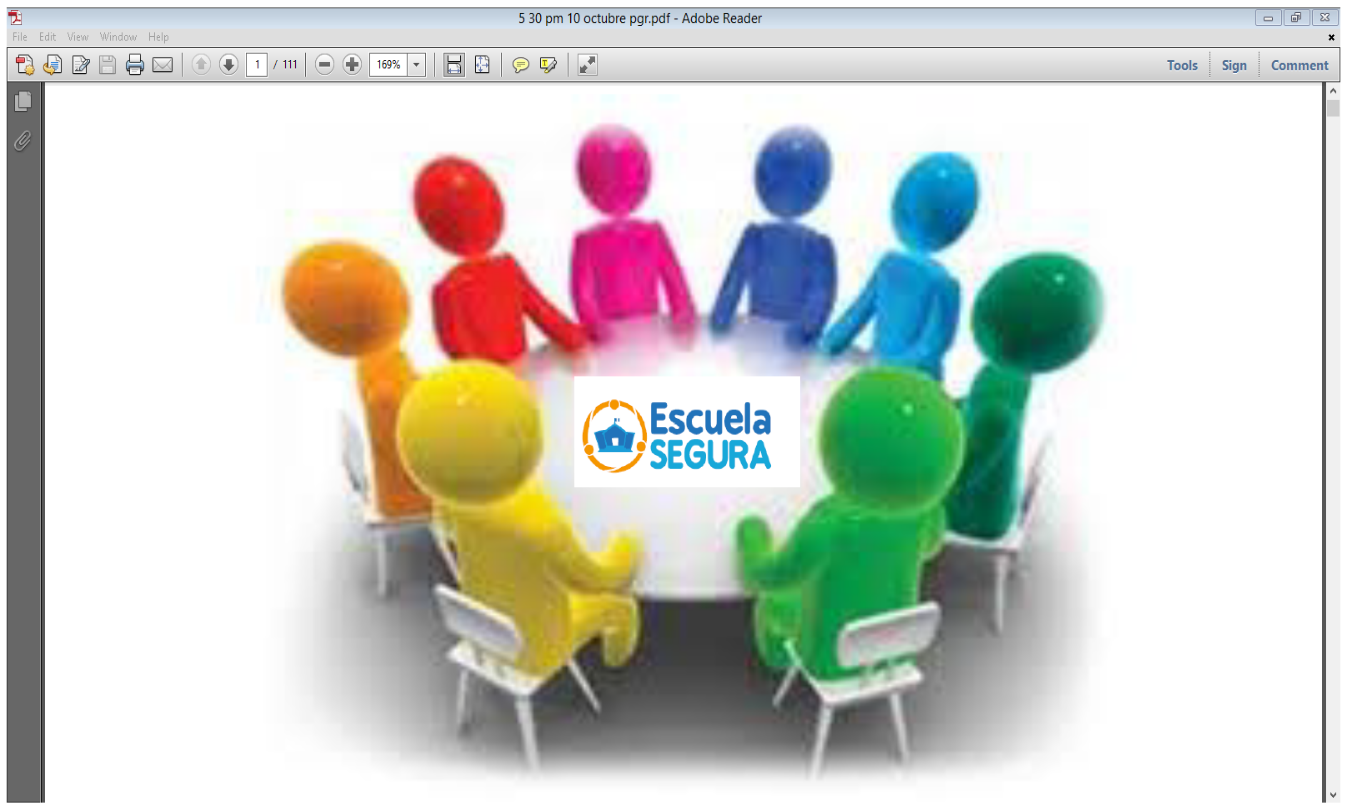 5 30 pm 10 octubre pgr.pdf - Adobe Reader
File Edit View Window Help
1 / 111 169% Tools Sign Comment
Escuela
SEGURA